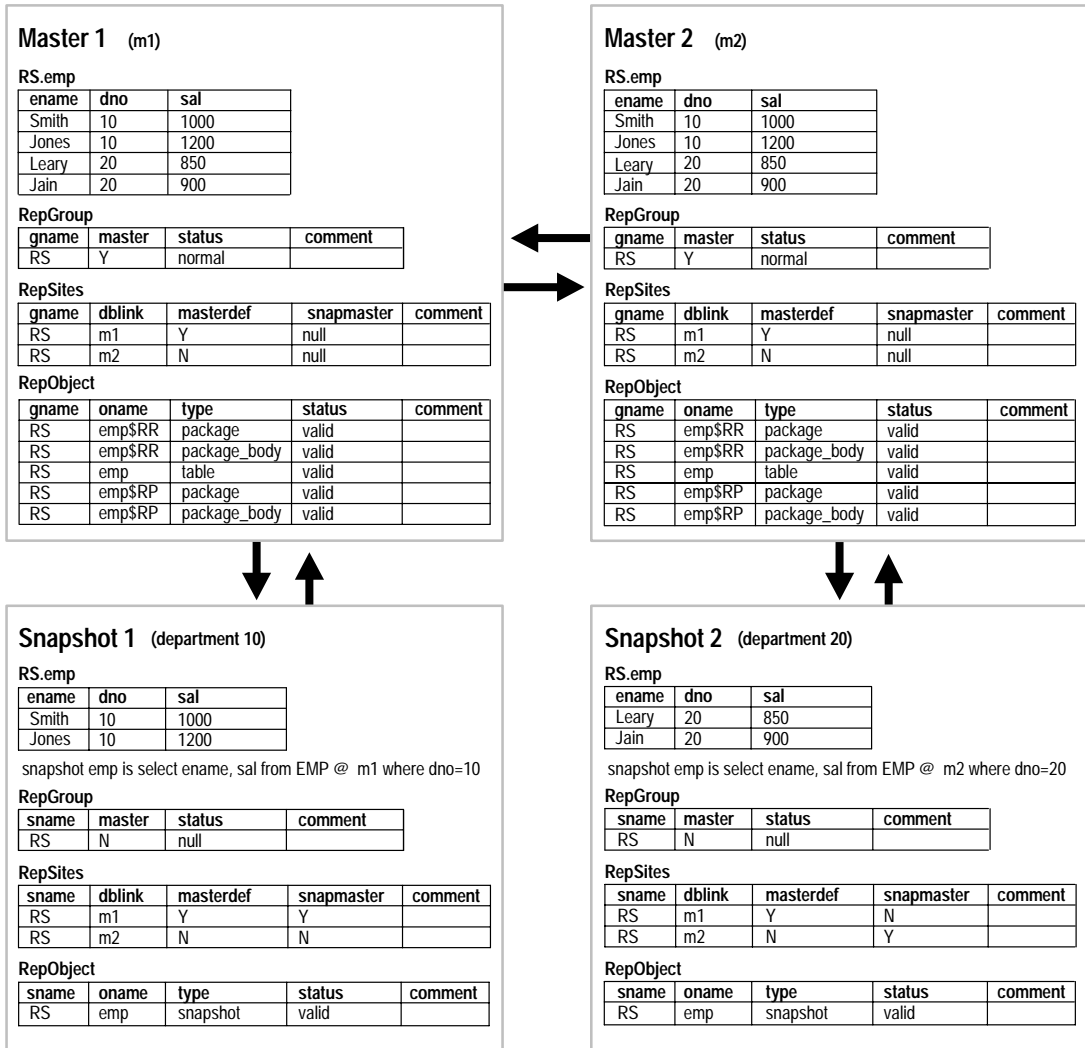 Master 1 (m1)
RS.emp
ename dno sal
Smith 10 1000
Jones 10 1200
Leary 20 850
Jain 20 900
RepGroup
gname master status comment
RS Y normal
RepSites
gname dblink masterdef snapmaster comment
RS m1 Y null
RS m2 N null
RepObject
gname oname type status comment
RS emp$RR package valid
RS emp$RR package_body valid
RS emp table valid
RS emp$RP package valid
RS emp$RP package_body valid
Master 2 (m2)
RS.emp
ename dno sal
Smith 10 1000
Jones 10 1200
Leary 20 850
Jain 20 900
RepGroup
gname master status comment
RS Y normal
RepSites
gname dblink masterdef snapmaster comment
RS m1 Y null
RS m2 N null
RepObject
gname oname type status comment
RS emp$RR package valid
RS emp$RR package_body valid
RS emp table valid
RS emp$RP package valid
RS emp$RP package_body valid
Snapshot 1 (department 10)
RS.emp
ename dno sal
Smith 10 1000
Jones 10 1200
snapshot emp is select ename, sal from EMP @ m1 where dno=10
RepGroup
sname master status comment
RS N null
RepSites
sname dblink masterdef snapmaster comment
RS m1 Y Y
RS m2 N N
RepObject
sname oname type status comment
RS emp snapshot valid
Snapshot 2 (department 20)
RS.emp
ename dno sal
Leary 20 850
Jain 20 900
snapshot emp is select ename, sal from EMP @ m2 where dno=20
RepGroup
sname master status comment
RS N null
RepSites
sname dblink masterdef snapmaster comment
RS m1 Y N
RS m2 N Y
RepObject
sname oname type status comment
RS emp snapshot valid